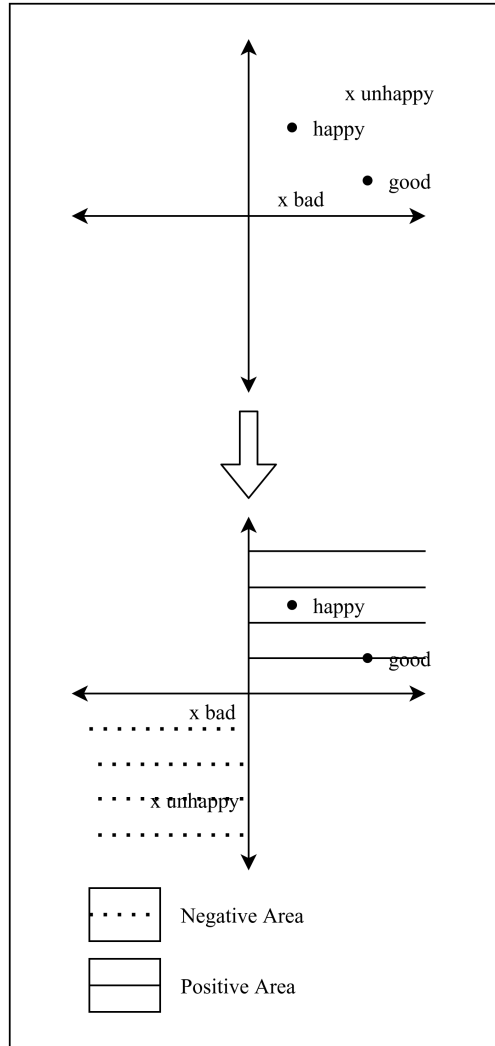 x unhappy
happy
good
x bad
happy
good
x bad
x unhappy
Negative Area
Positive Area